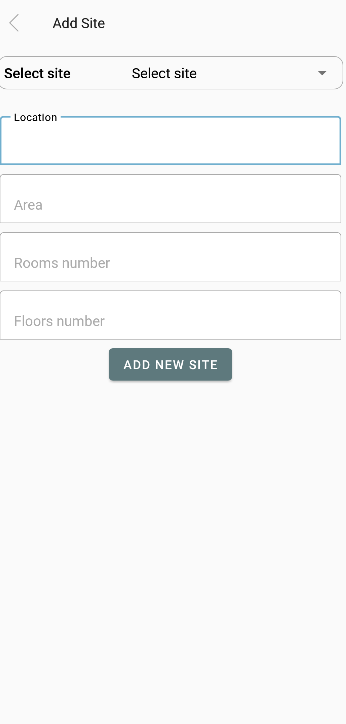 Add Site
Select site Select site
Location
Area
Rooms number
Floors number
ADD NEW SITE